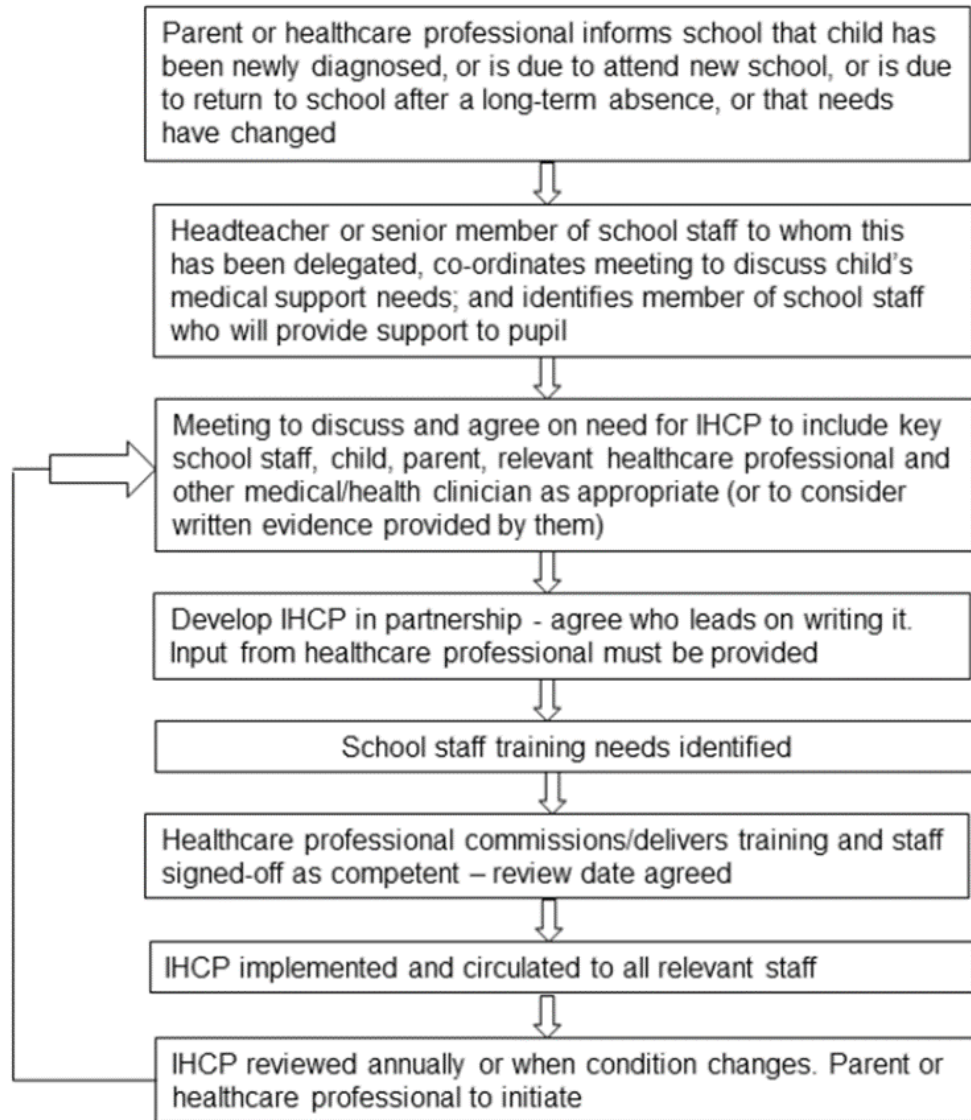 Parent or healthcare professional informs school that child has
been newly diagnosed, or is due to attend new school, or is due
to return to school after a long-term absence, or that needs
have changed
Headteacher or senior member of school staff to whom this
has been delegated, co-ordinates meeting to discuss child's
medical support needs; and identifies member of school staff
who will provide support to pupil
Meeting to discuss and agree on need for IHCP to include key
school staff, child, parent, relevant healthcare professional and
other medical/health clinician as appropriate (or to consider
written evidence provided by them)
Develop IHCP in partnership - agree who leads on writing it.
Input from healthcare professional must be provided
School staff training needs identified
Healthcare professional commissions/delivers training and staff
signed-off as competent – review date agreed
IHCP implemented and circulated to all relevant staff
IHCP reviewed annually or when condition changes. Parent or
healthcare professional to initiate